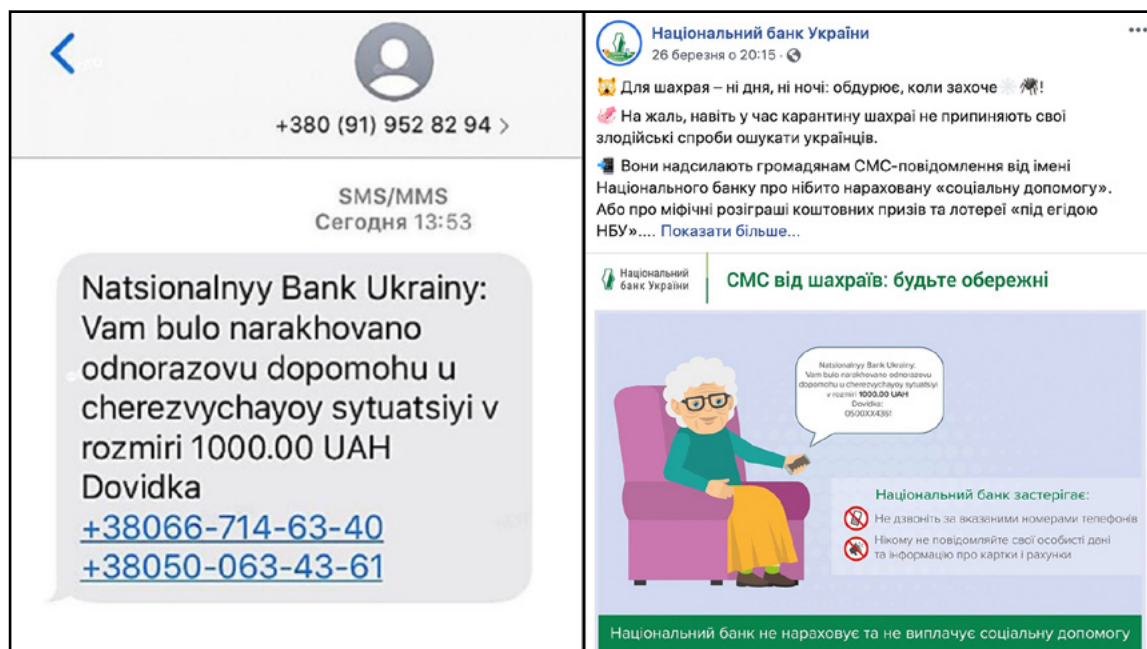 +380 (91) 952 82 94 >
SMS/MMS
Сегодня 13:53
Natsionalnyy Bank Ukrainy:
Vam bulo narakhovano
odnorazovu dopomohu u
cherezvychayoy sytuatsiyi v
rozmiri 1000.00 UAH
Dovidka
+38066-714-63-40
+38050-063-43-61
Національний банк України
26 березня о 20:15
Для шахрая – ні дня, ні ночі: обдурює, коли захоче !
На жаль, навіть у час карантину шахраї не припиняють свої
злодійські спроби ошукати українців.
Вони надсилають громадянам СМС-повідомлення від імені
Національного банку про нібито нараховану «соціальну допомогу».
Або про міфічні розіграші коштовних призів та лотереї «під егідою
НБУ».... Показати більше...
Національний
банк України
СМС від шахраїв: будьте обережні
Natsionalnyy Bank Ukrainy:
Vam bulo narakhovano odnorazovu
dopomohu u cherezvychayoy sytuatsiyi
v rozmiri 1000.00 UAH
Dovidka:
0500XX4361
Національний банк застерігає:
Не дзвоніть за вказаними номерами телефонів
Нікому не повідомляйте свої особисті дані
та інформацію про картки і рахунки
Національний банк не нараховує та не виплачує соціальну допомогу